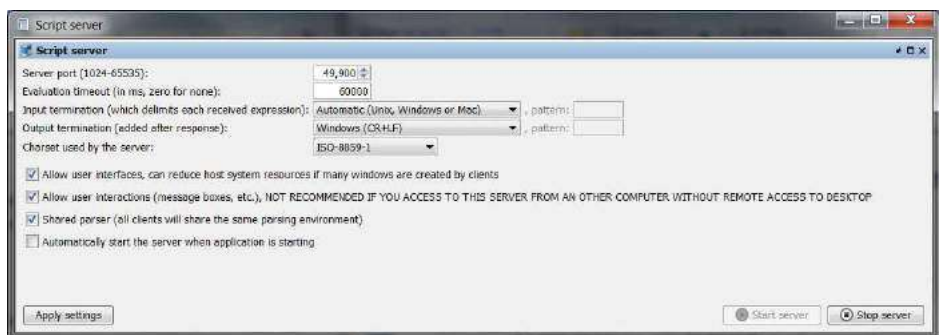 Script server
Script server
Server port (1024-65535): 49,900
Evaluation timeout (in ms, zero for none): 60000
Input termination (which delimits each received expression): Automatic (Unix, Windows or Mac) , pattern:
Output termination (added after response): Windows (CR+LF) , pattern:
Charset used by the server: ISO-8859-1
Allow user interfaces, can reduce host system resources if many windows are created by clients
Allow user interactions (message boxes, etc.), NOT RECOMMENDED IF YOU ACCESS TO THIS SERVER FROM AN OTHER COMPUTER WITHOUT REMOTE ACCESS TO DESKTOP
Shared parser (all clients will share the same parsing environment)
Automatically start the server when application is starting
Apply settings Start server Stop server